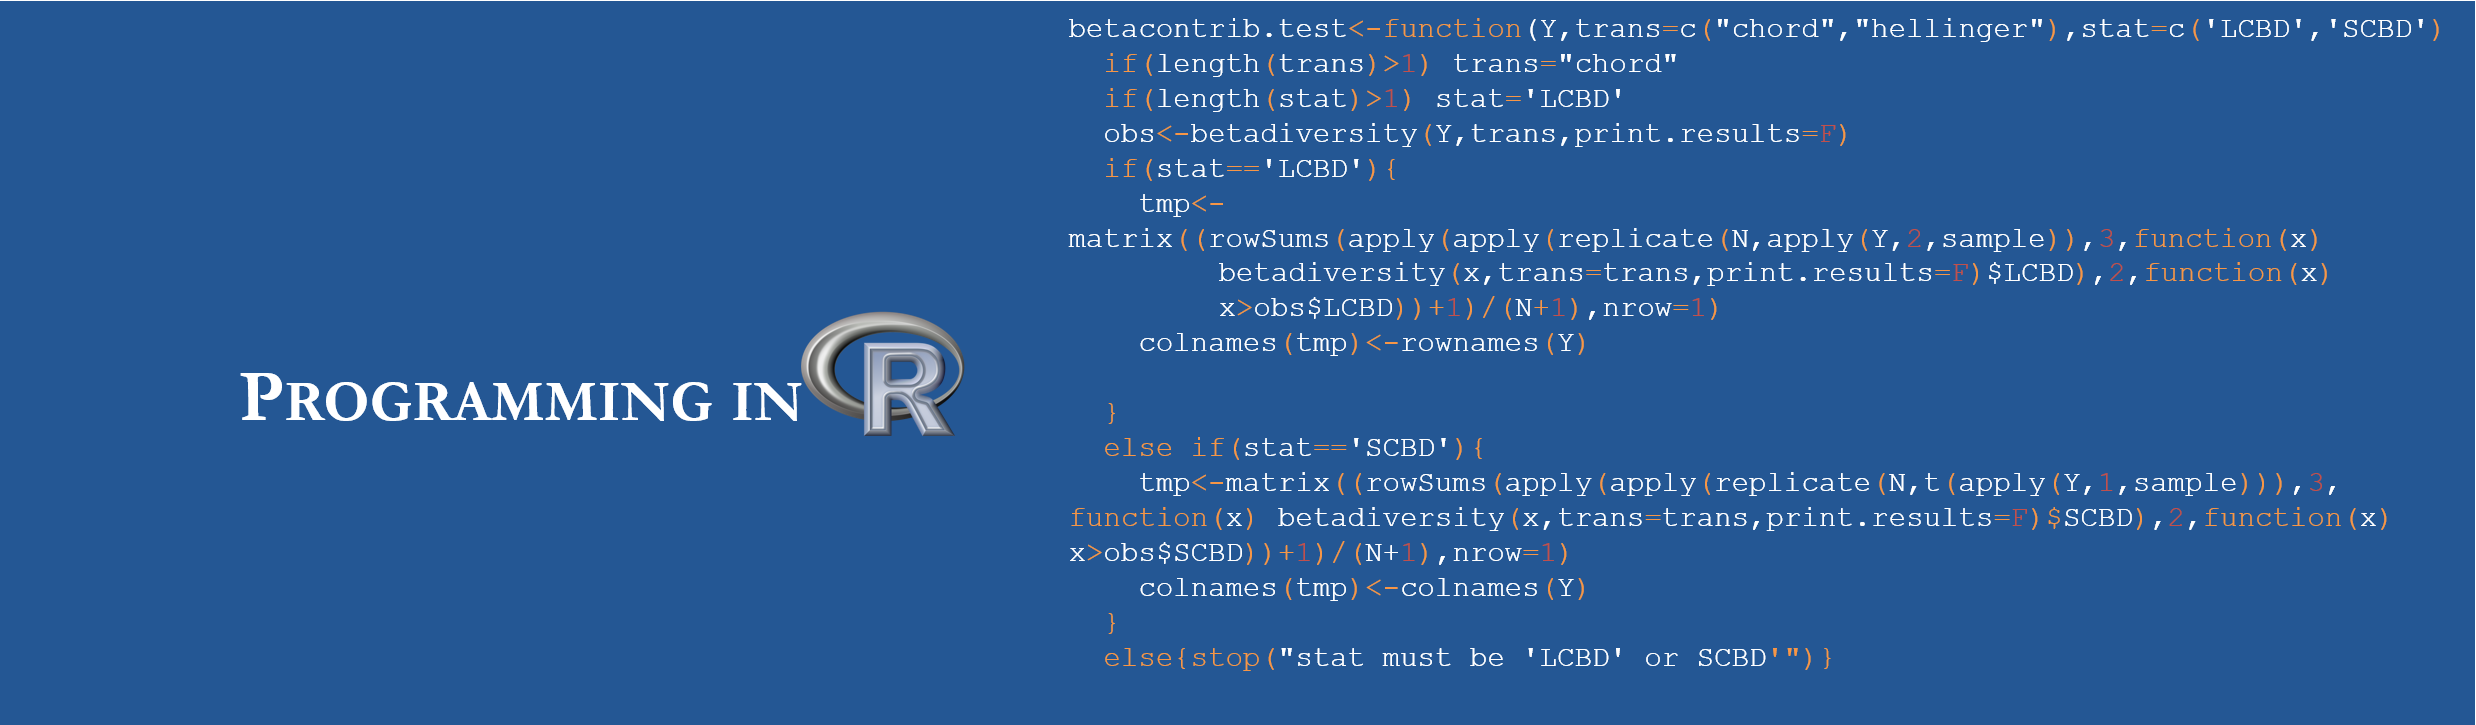 PROGRAMMING IN R
betacontrib.test<-function(Y,trans=c("chord","hellinger"),stat=c('LCBD','SCBD')
if(length(trans)>1) trans="chord"
if(length(stat)>1) stat='LCBD'
obs<-betadiversity(Y,trans,print.results=F)
if(stat=='LCBD'){
tmp<-
matrix((rowSums(apply(apply(replicate(N,apply(Y,2,sample)),3,function(x)
betadiversity(x,trans=trans,print.results=F)$LCBD),2,function(x)
x>obs$LCBD))+1)/(N+1),nrow=1)
colnames(tmp)<-rownames(Y)
}
else if(stat=='SCBD'){
tmp<-matrix((rowSums(apply(apply(replicate(N,t(apply(Y,1,sample))),3,
function(x) betadiversity(x,trans=trans,print.results=F)$SCBD),2,function(x)
x>obs$SCBD))+1)/(N+1),nrow=1)
colnames(tmp)<-colnames(Y)
}
else{stop("stat must be 'LCBD' or SCBD'")}